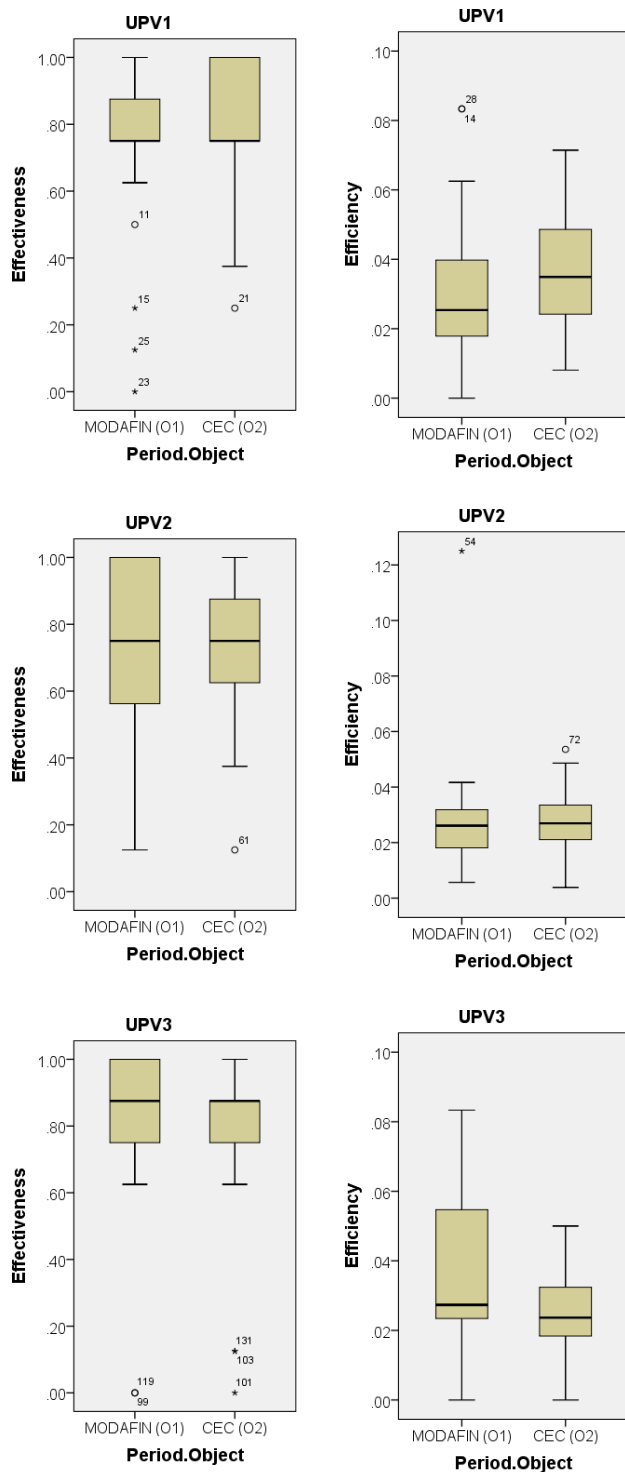 UPV1
1.00
.80
.60
.40
.20
.00
Effectiveness
11
15
25
23
21
MODAFIN (O1) CEC (O2)
Period.Object
UPV1
.10
.08
.06
.04
.02
.00
Efficiency
28
14
MODAFIN (O1) CEC (O2)
Period.Object
UPV2
1.00
.80
.60
.40
.20
.00
Effectiveness
61
MODAFIN (O1) CEC (O2)
Period.Object
UPV2
.12
.10
.08
.06
.04
.02
.00
Efficiency
54
72
MODAFIN (O1) CEC (O2)
Period.Object
UPV3
1.00
.80
.60
.40
.20
.00
Effectiveness
119
99
131
103
101
MODAFIN (O1) CEC (O2)
Period.Object
UPV3
.10
.08
.06
.04
.02
.00
Efficiency
MODAFIN (O1) CEC (O2)
Period.Object